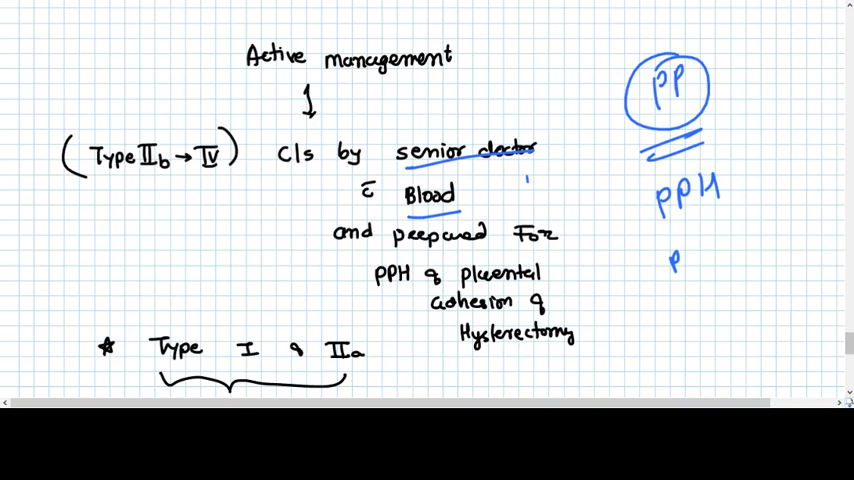 Active management
(Type IIb → IV) C/s by senior doctor
c̄ Blood
and prepared For
PPH & placental
adhesion &
Hysterectomy
* Type I & IIa
PP
PPH
P